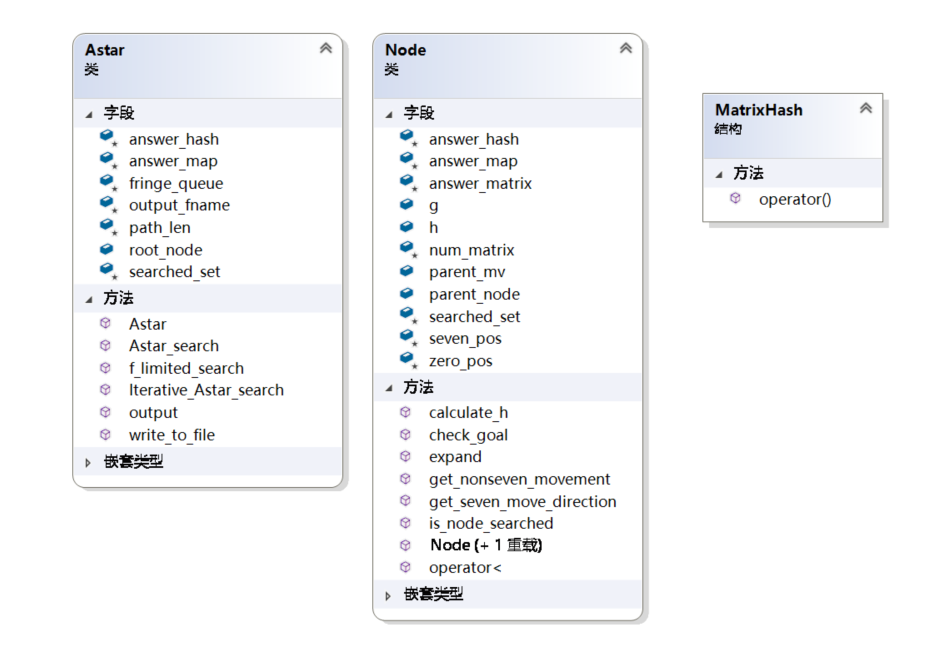 Astar
类
字段
answer_hash
answer_map
fringe_queue
output_fname
path_len
root_node
searched_set
方法
Astar
Astar_search
f_limited_search
Iterative_Astar_search
output
write_to_file
嵌套类型
Node
类
字段
answer_hash
answer_map
answer_matrix
g
h
num_matrix
parent_mv
parent_node
searched_set
seven_pos
zero_pos
方法
calculate_h
check_goal
expand
get_nonseven_movement
get_seven_move_direction
is_node_searched
Node (+ 1 重载)
operator<
嵌套类型
MatrixHash
结构
方法
operator()